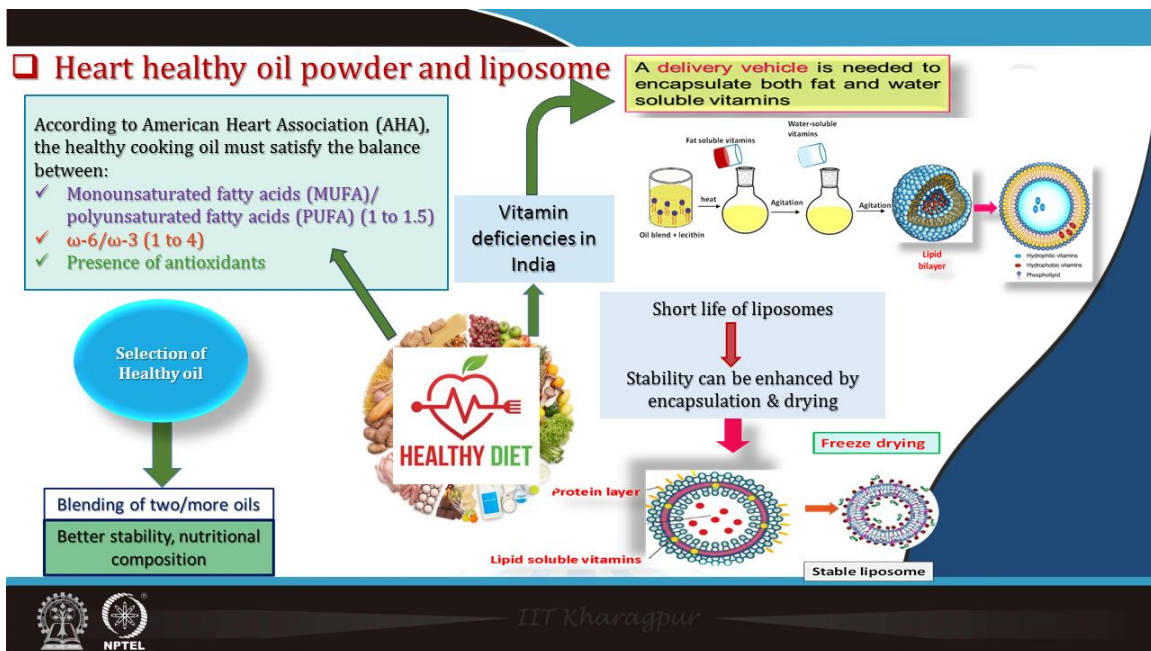 ❑ Heart healthy oil powder and liposome
According to American Heart Association (AHA),
the healthy cooking oil must satisfy the balance
between:
✓ Monounsaturated fatty acids (MUFA)/
polyunsaturated fatty acids (PUFA) (1 to 1.5)
✓ ω-6/ω-3 (1 to 4)
✓ Presence of antioxidants
Selection of
Healthy oil
Blending of two/more oils
Better stability, nutritional
composition
HEALTHY DIET
Vitamin
deficiencies in
India
A delivery vehicle is needed to
encapsulate both fat and water
soluble vitamins
Fat soluble vitamins
Water-soluble
vitamins
heat
Agitation
Agitation
Oil blend + lecithin
Lipid
bilayer
Hydrophilic vitamins
Hydrophobic vitamins
Phospholipid
Short life of liposomes
Stability can be enhanced by
encapsulation & drying
Freeze drying
Protein layer
Lipid soluble vitamins
Stable liposome
NPTEL
IIT Kharagpur